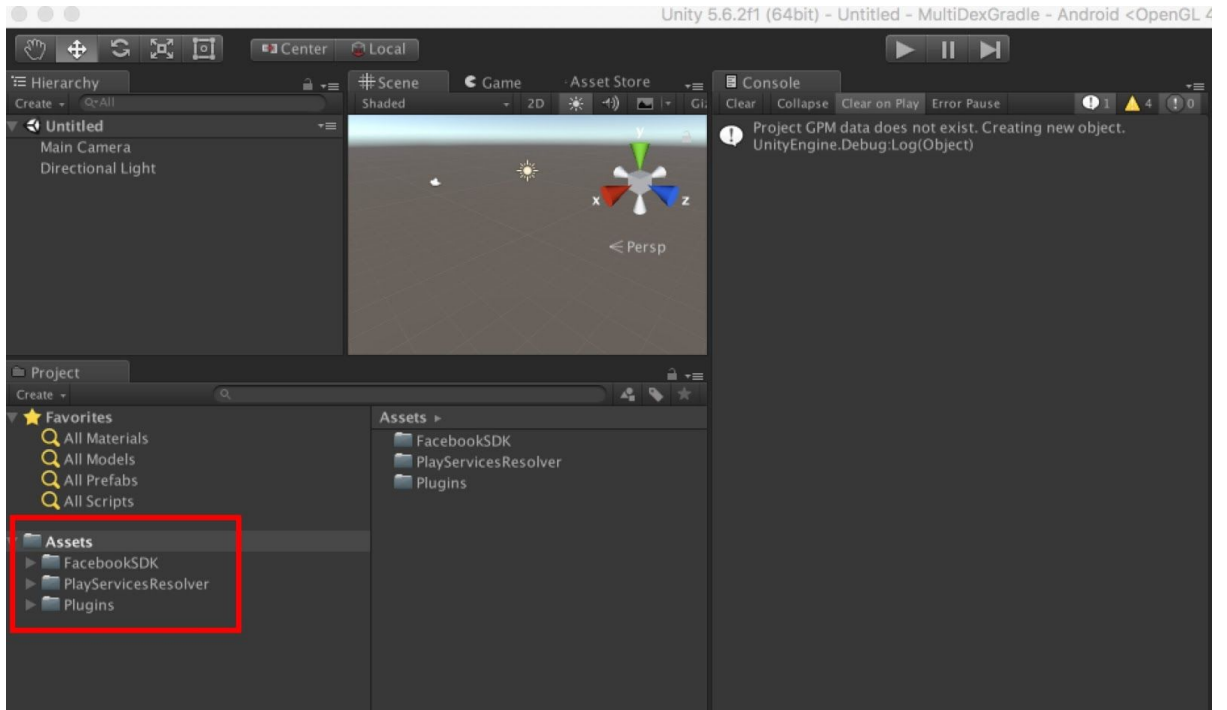 Unity 5.6.2f1 (64bit) - Untitled - MultiDexGradle - Android <OpenGL 4
Center Local
Hierarchy
Create All
Untitled
Main Camera
Directional Light
Scene Game Asset Store
Shaded 2D Giz
y
x z
Persp
Console
Clear Collapse Clear on Play Error Pause 1 4 0
Project GPM data does not exist. Creating new object.
UnityEngine.Debug:Log(Object)
Project
Create
Favorites
All Materials
All Models
All Prefabs
All Scripts
Assets
FacebookSDK
PlayServicesResolver
Plugins
Assets
FacebookSDK
PlayServicesResolver
Plugins